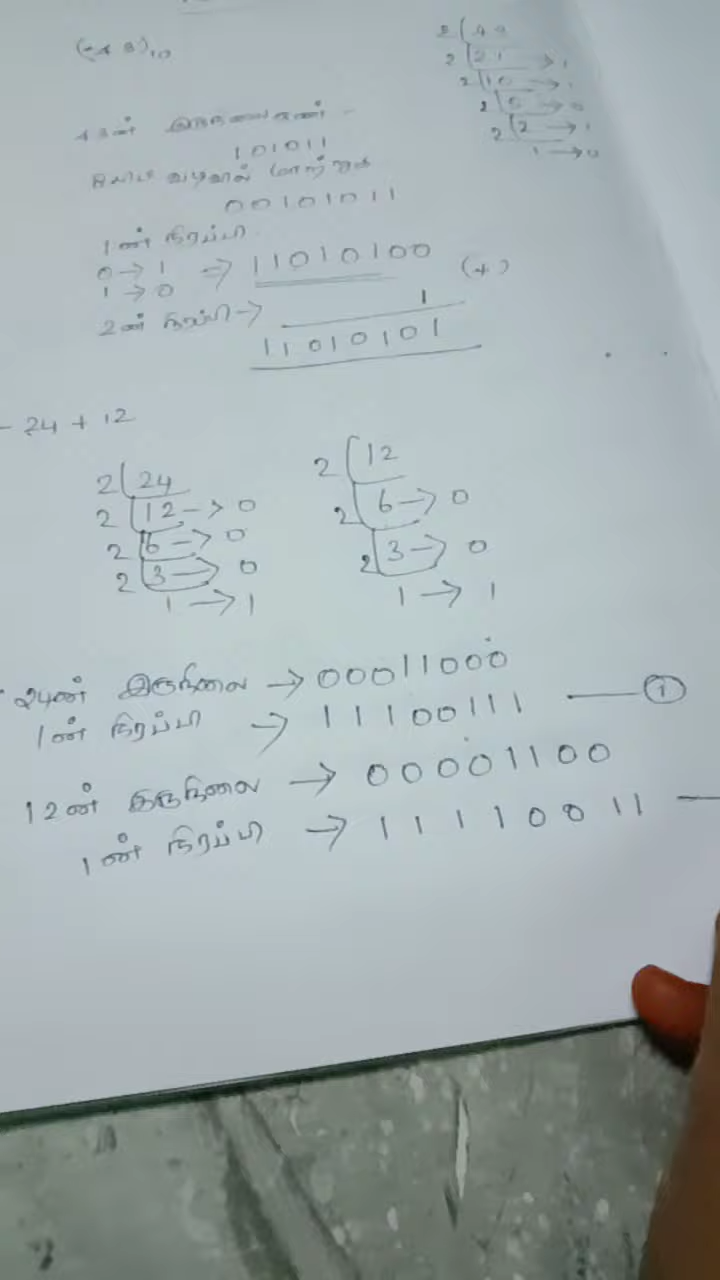 (-43)10
2 | 43
2 | 21 → 1
2 | 10 → 1
2 | 5 → 0
2 | 2 → 1
1 → 0
43ன் இருநிலை எண் -
101011
8 பிட் வடிவில் மாற்றுக
00101011
1ன் நிரப்பி
0 → 1 ⇒ 11010100 (+)
1 → 0
1
2ன் நிரப்பி →
11010101
- 24 + 12
2 | 24
2 | 12 → 0
2 | 6 → 0
2 | 3 → 0
1 → 1
2 | 12
2 | 6 → 0
2 | 3 → 0
1 → 1
24ன் இருநிலை → 00011000
1ன் நிரப்பி → 11100111 — 1
12ன் இருநிலை → 00001100
1ன் நிரப்பி → 11110011 —